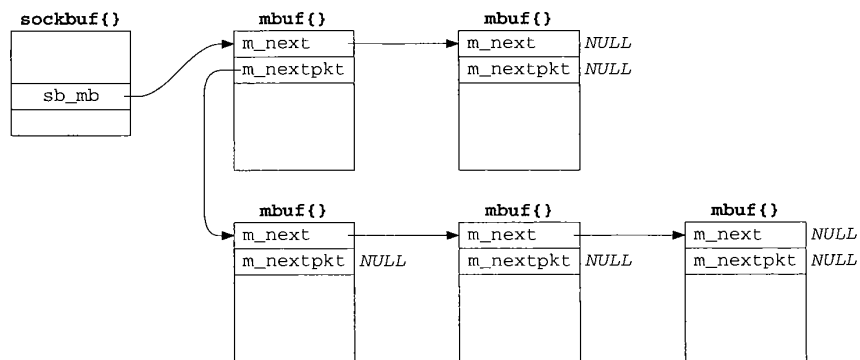 sockbuf{} mbuf{} mbuf{}
m_next m_next NULL
m_nextpkt m_nextpkt NULL
sb_mb
mbuf{} mbuf{} mbuf{}
m_next m_next m_next NULL
m_nextpkt NULL m_nextpkt NULL m_nextpkt NULL